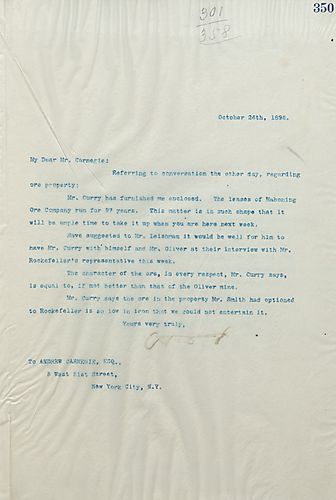 350
301
358
October 24th, 1896.
My Dear Mr. Carnegie:
Referring to conversation the other day, regarding
ore property:
Mr. Curry has furnished me enclosed. The leases of Mahoning
Ore Company run for 97 years. This matter is in such shape that it
will be ample time to take it up when you are here next week.
Have suggested to Mr. Leishman it would be well for him to
have Mr. Curry with himself and Mr. Oliver at their interview with Mr.
Rockefeller's representative this week.
The character of the ore, in every respect, Mr. Curry says,
is equal to, if not better than that of the Oliver mine.
Mr. Curry says the ore in the property Mr. Smith had optioned
to Rockefeller is so low in iron that we could not entertain it.
Yours very truly,
To ANDREW CARNEGIE, ESQ.,
5 West 51st Street,
New York City, N.Y.